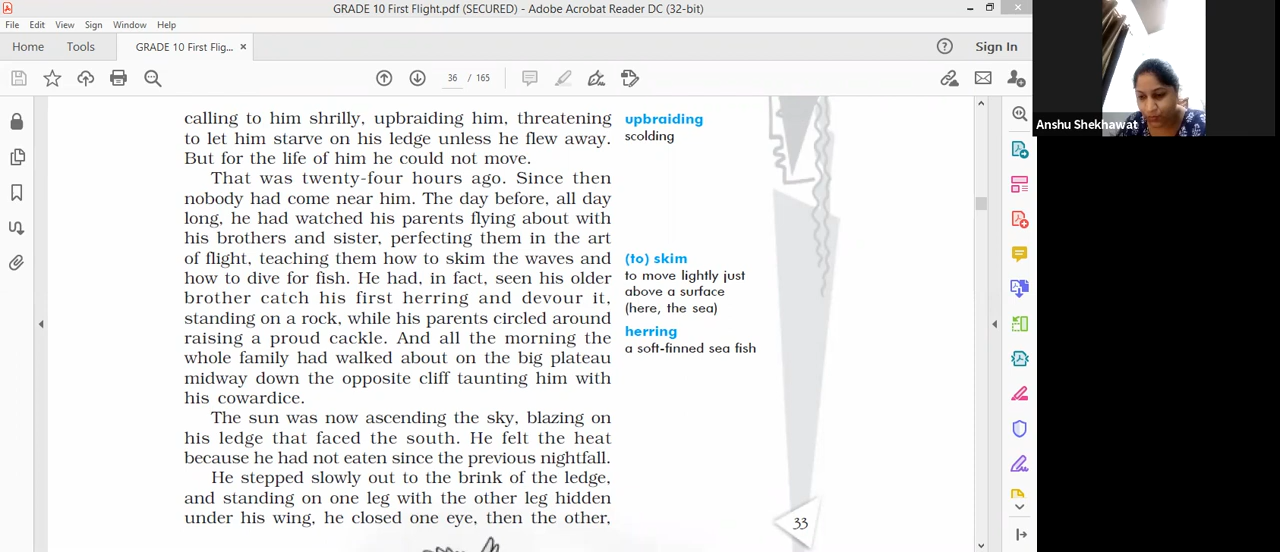 GRADE 10 First Flight.pdf (SECURED) - Adobe Acrobat Reader DC (32-bit)
File Edit View Sign Window Help
Home Tools GRADE 10 First Flig... × Sign In
36 / 165
calling to him shrilly, upbraiding him, threatening
to let him starve on his ledge unless he flew away.
But for the life of him he could not move.
That was twenty-four hours ago. Since then
nobody had come near him. The day before, all day
long, he had watched his parents flying about with
his brothers and sister, perfecting them in the art
of flight, teaching them how to skim the waves and
how to dive for fish. He had, in fact, seen his older
brother catch his first herring and devour it,
standing on a rock, while his parents circled around
raising a proud cackle. And all the morning the
whole family had walked about on the big plateau
midway down the opposite cliff taunting him with
his cowardice.
The sun was now ascending the sky, blazing on
his ledge that faced the south. He felt the heat
because he had not eaten since the previous nightfall.
He stepped slowly out to the brink of the ledge,
and standing on one leg with the other leg hidden
under his wing, he closed one eye, then the other,
upbraiding
scolding
(to) skim
to move lightly just
above a surface
(here, the sea)
herring
a soft-finned sea fish
33
Anshu Shekhawat